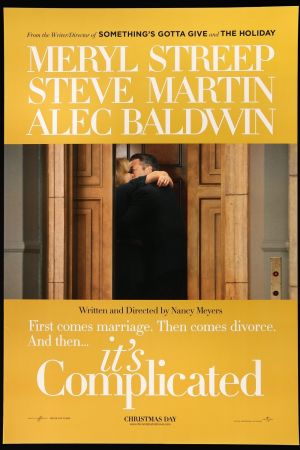 From the Writer/Director of SOMETHING'S GOTTA GIVE and THE HOLIDAY
MERYL STREEP
STEVE MARTIN
ALEC BALDWIN
Written and Directed by Nancy Meyers
First comes marriage. Then comes divorce.
And then...
it's
Complicated
CHRISTMAS DAY